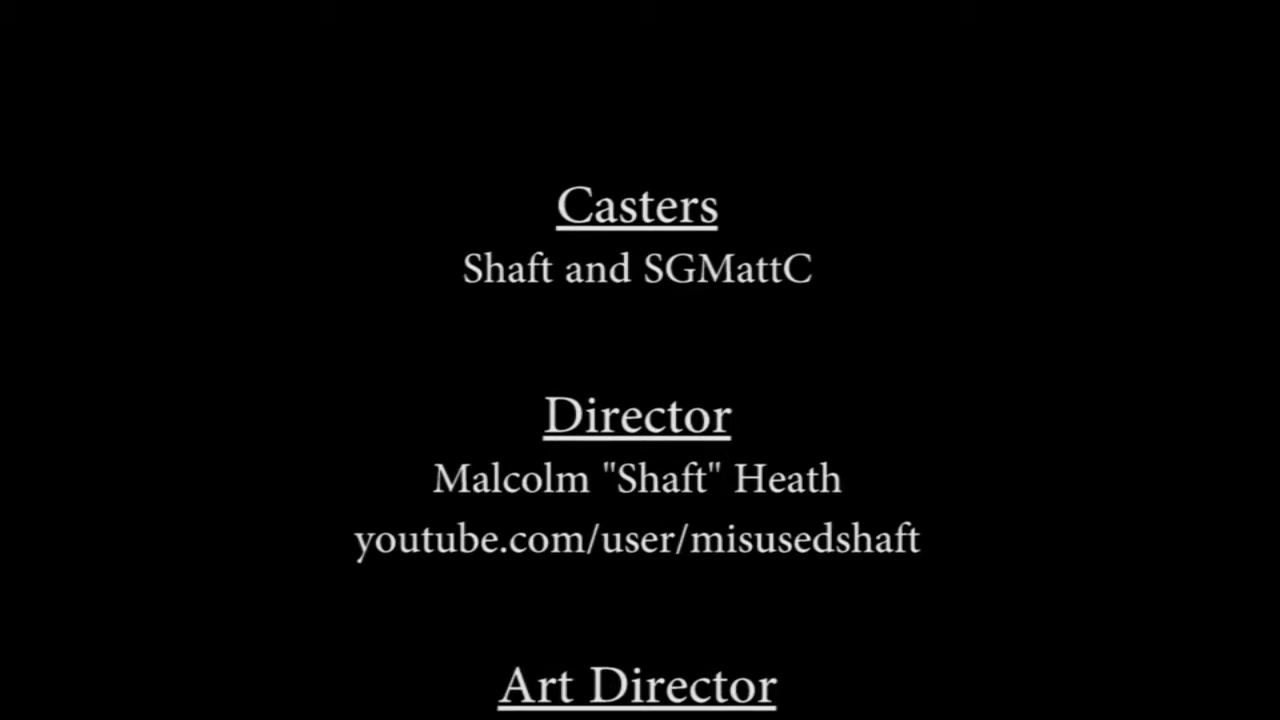 Casters
Shaft and SGMattC
Director
Malcolm "Shaft" Heath
youtube.com/user/misusedshaft
Art Director